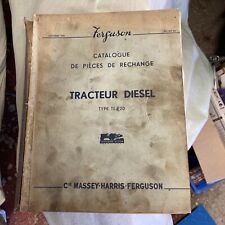 Ferguson
CATALOGUE
DE PIÈCES DE RECHANGE
TRACTEUR DIESEL
TYPE
Cie MASSEY-HARRIS-FERGUSON